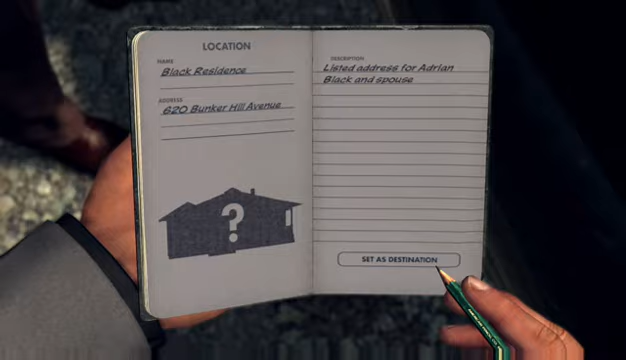 LOCATION
NAME
Black Residence
ADDRESS
620 Bunker Hill Avenue
?
DESCRIPTION
Listed address for Adrian
Black and spouse
SET AS DESTINATION